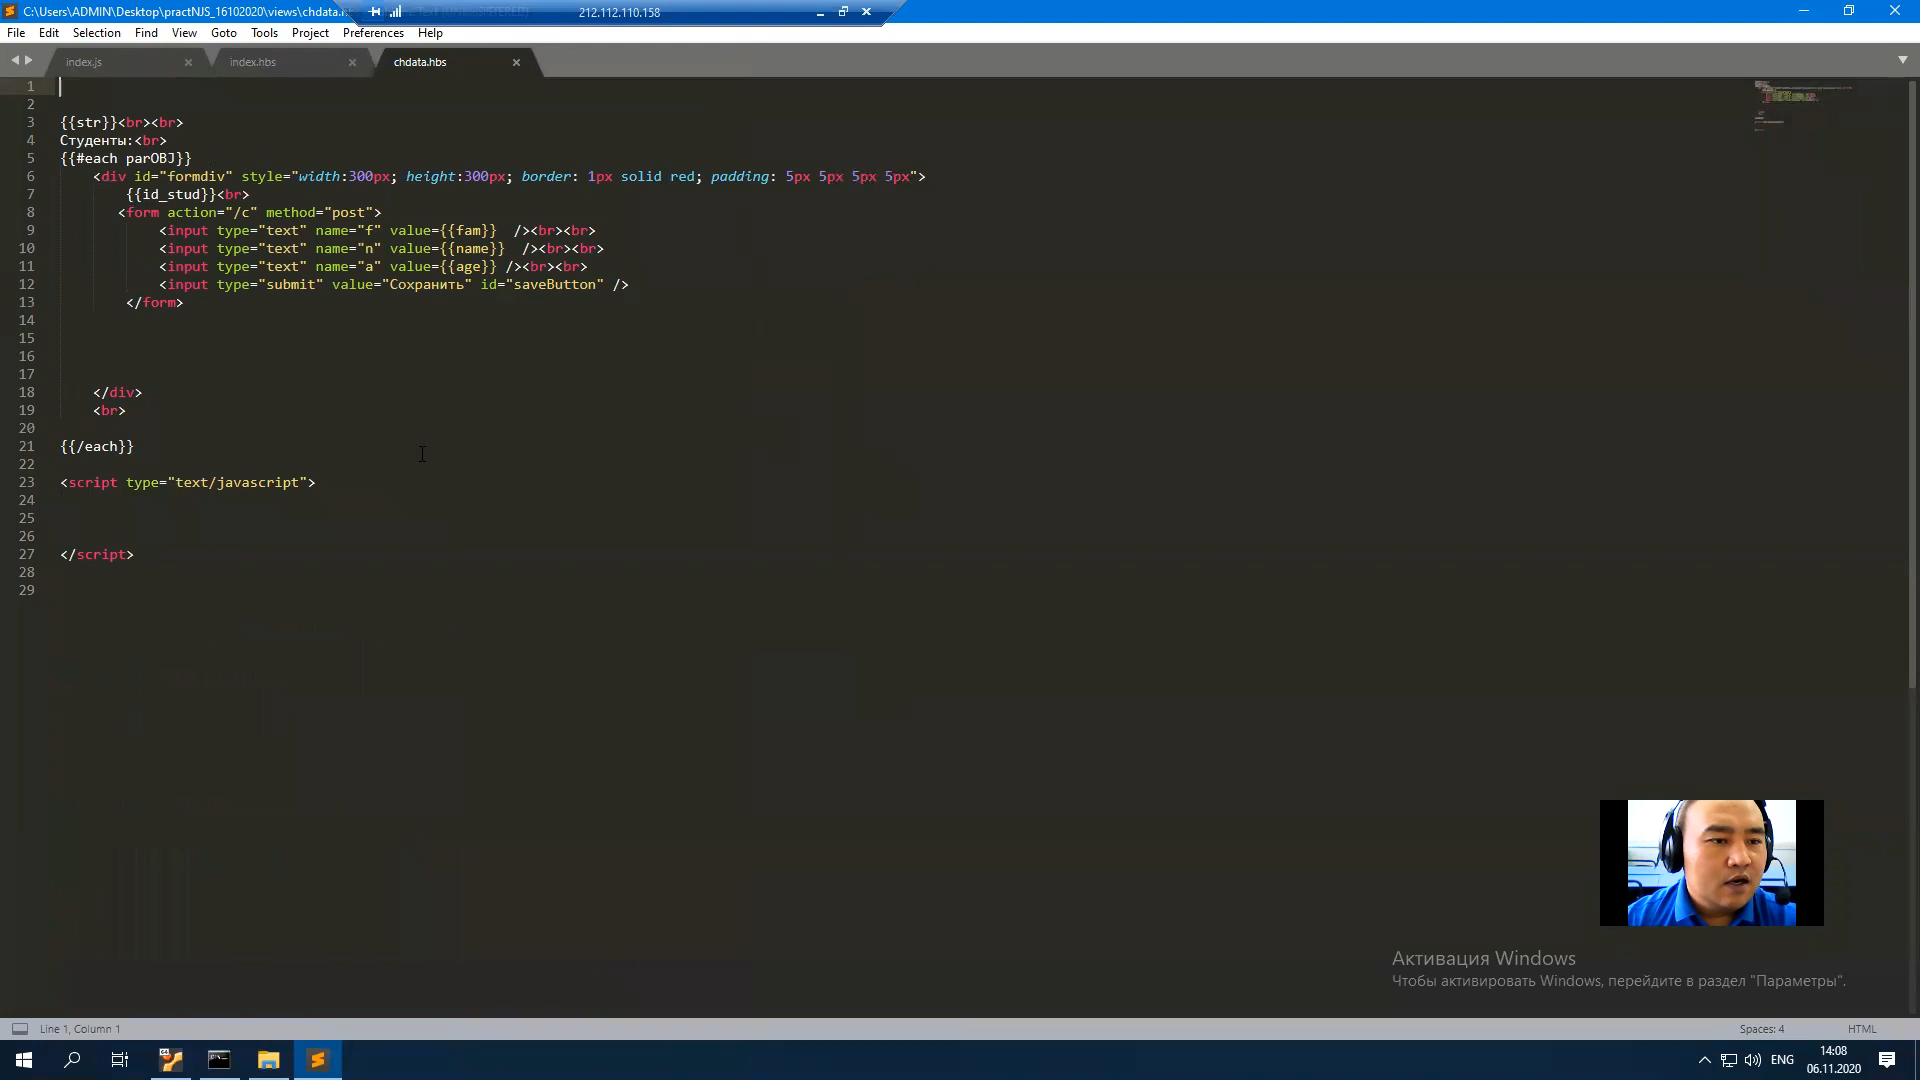 C:\Users\ADMIN\Desktop\practNJS_16102020\views\chdata.h
212.112.110.158
File Edit Selection Find View Goto Tools Project Preferences Help
index.js index.hbs chdata.hbs
1
2
3 {{str}}<br><br>
4 Студенты:<br>
5 {{#each parOBJ}}
6 <div id="formdiv" style="width:300px; height:300px; border: 1px solid red; padding: 5px 5px 5px 5px">
7 {{id_stud}}<br>
8 <form action="/c" method="post">
9 <input type="text" name="f" value={{fam}}  /><br><br>
10 <input type="text" name="n" value={{name}}  /><br><br>
11 <input type="text" name="a" value={{age}} /><br><br>
12 <input type="submit" value="Сохранить" id="saveButton" />
13 </form>
14
15
16
17
18 </div>
19 <br>
20
21 {{/each}}
22
23 <script type="text/javascript">
24
25
26
27 </script>
28
29
Активация Windows
Чтобы активировать Windows, перейдите в раздел "Параметры".
Line 1, Column 1 Spaces: 4 HTML
ENG 14:08
06.11.2020